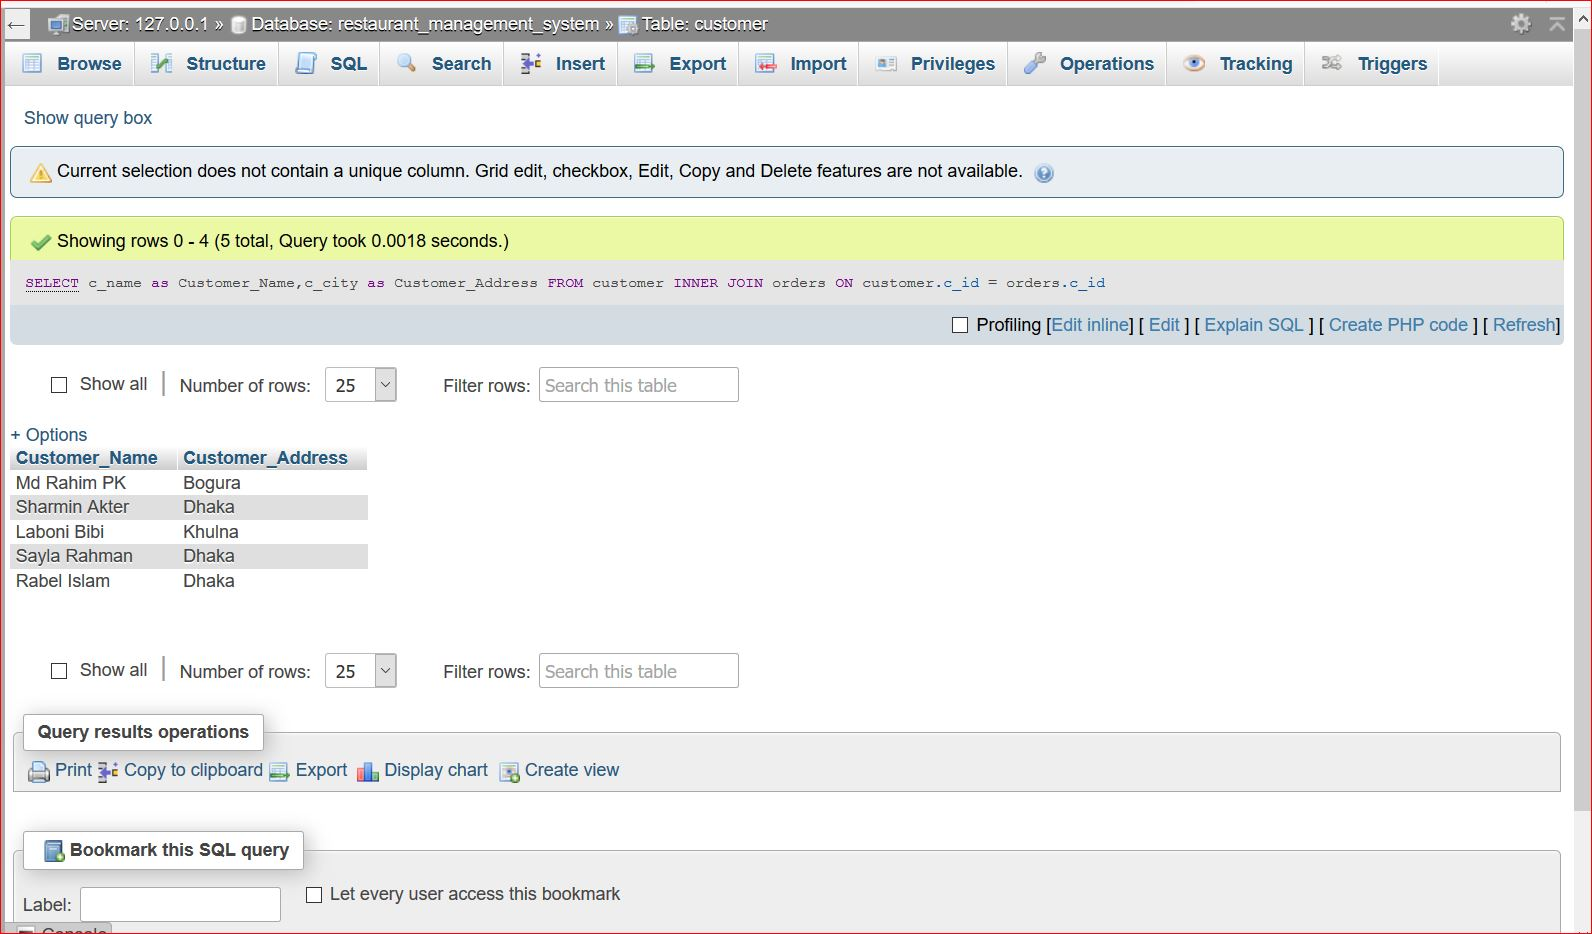 Server: 127.0.0.1 » Database: restaurant_management_system » Table: customer
Browse Structure SQL Search Insert Export Import Privileges Operations Tracking Triggers
Show query box
Current selection does not contain a unique column. Grid edit, checkbox, Edit, Copy and Delete features are not available.
Showing rows 0 - 4 (5 total, Query took 0.0018 seconds.)
SELECT c_name as Customer_Name,c_city as Customer_Address FROM customer INNER JOIN orders ON customer.c_id = orders.c_id
Profiling [Edit inline] [ Edit ] [ Explain SQL ] [ Create PHP code ] [ Refresh]
Show all | Number of rows: 25 Filter rows: Search this table
+ Options
Customer_Name Customer_Address
Md Rahim PK Bogura
Sharmin Akter Dhaka
Laboni Bibi Khulna
Sayla Rahman Dhaka
Rabel Islam Dhaka
Show all | Number of rows: 25 Filter rows: Search this table
Query results operations
Print Copy to clipboard Export Display chart Create view
Bookmark this SQL query
Label: Let every user access this bookmark
Console